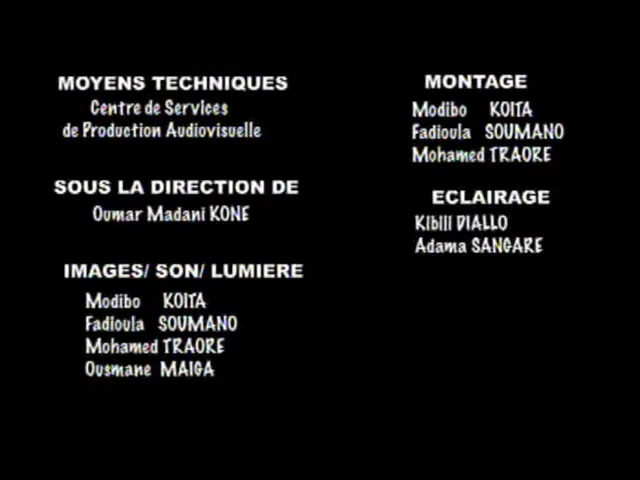 MOYENS TECHNIQUES
Centre de Services
de Production Audiovisuelle
SOUS LA DIRECTION DE
Oumar Madani KONE
IMAGES/ SON/ LUMIERE
Modibo KOITA
Fadioula SOUMANO
Mohamed TRAORE
Ousmane MAIGA
MONTAGE
Modibo KOITA
Fadioula SOUMANO
Mohamed TRAORE
ECLAIRAGE
Kibili DIALLO
Adama SANGARE